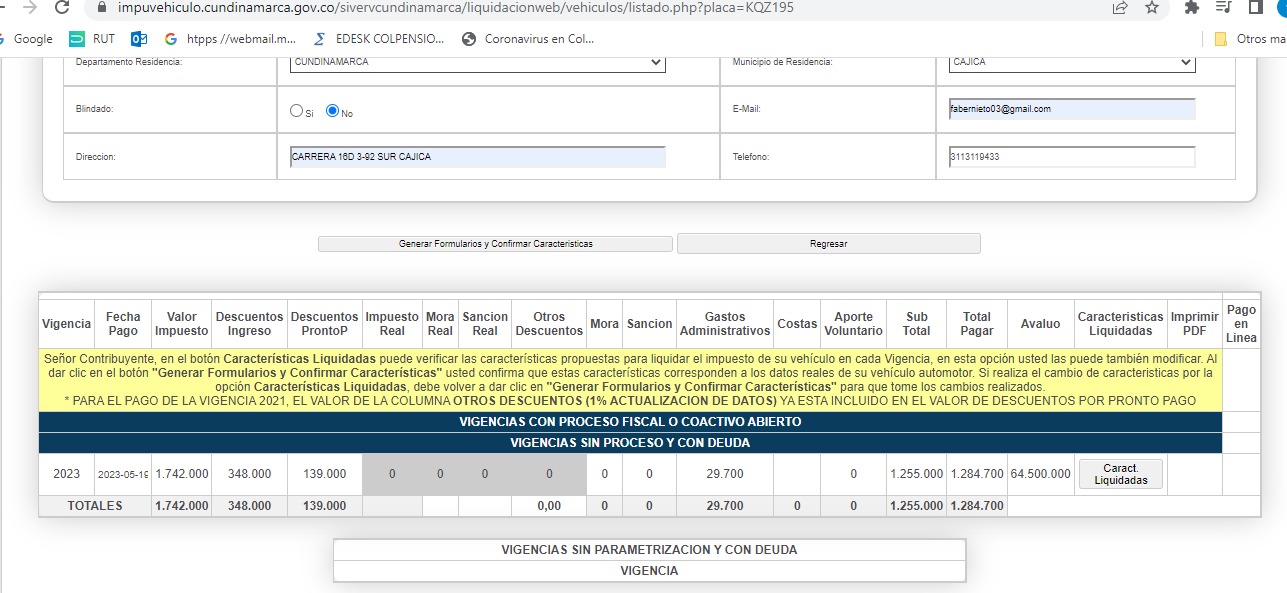 impuvehiculo.cundinamarca.gov.co/sivervcundinamarca/liquidacionweb/vehiculos/listado.php?placa=KQZ195
Google RUT https://webmail.m... EDESK COLPENSIO... Coronavirus en Col... Otros ma
Departamento Residencia: CUNDINAMARCA Municipio de Residencia: CAJICA
Blindado: Si No E-Mail: fabernieto03@gmail.com
Direccion: CARRERA 16D 3-92 SUR CAJICA Telefono: 3113119433
Generar Formularios y Confirmar Caracteristicas Regresar
Vigencia Fecha Pago Valor Impuesto Descuentos Ingreso Descuentos ProntoP Impuesto Real Mora Real Sancion Real Otros Descuentos Mora Sancion Gastos Administrativos Costas Aporte Voluntario Sub Total Total Pagar Avaluo Caracteristicas Liquidadas Imprimir PDF Pago en Linea
Señor Contribuyente, en el botón Características Liquidadas puede verificar las características propuestas para liquidar el impuesto de su vehículo en cada Vigencia, en esta opción usted las puede también modificar. Al
dar clic en el botón "Generar Formularios y Confirmar Características" usted confirma que estas características corresponden a los datos reales de su vehículo automotor. Si realiza el cambio de caracteristicas por la
opción Características Liquidadas, debe volver a dar clic en "Generar Formularios y Confirmar Características" para que tome los cambios realizados.
* PARA EL PAGO DE LA VIGENCIA 2021, EL VALOR DE LA COLUMNA OTROS DESCUENTOS (1% ACTUALIZACION DE DATOS) YA ESTA INCLUIDO EN EL VALOR DE DESCUENTOS POR PRONTO PAGO
VIGENCIAS CON PROCESO FISCAL O COACTIVO ABIERTO
VIGENCIAS SIN PROCESO Y CON DEUDA
2023 2023-05-19 1.742.000 348.000 139.000 0 0 0 0 0 0 29.700 0 1.255.000 1.284.700 64.500.000 Caract. Liquidadas
TOTALES 1.742.000 348.000 139.000 0,00 0 0 29.700 0 0 1.255.000 1.284.700
VIGENCIAS SIN PARAMETRIZACION Y CON DEUDA
VIGENCIA